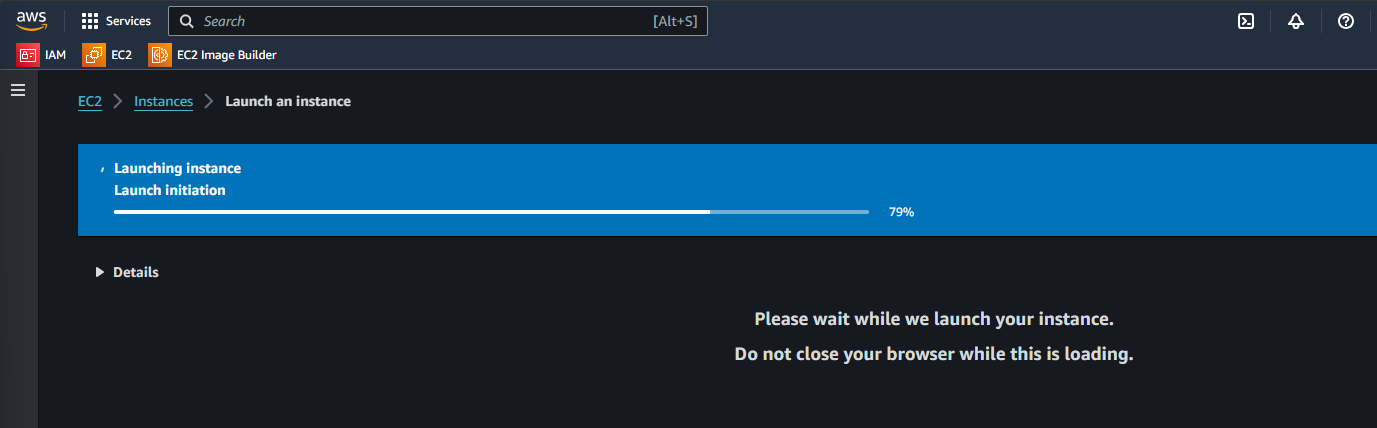 aws Services Search [Alt+S]
IAM EC2 EC2 Image Builder
EC2 Instances Launch an instance
Launching instance
Launch initiation
79%
Details
Please wait while we launch your instance.
Do not close your browser while this is loading.